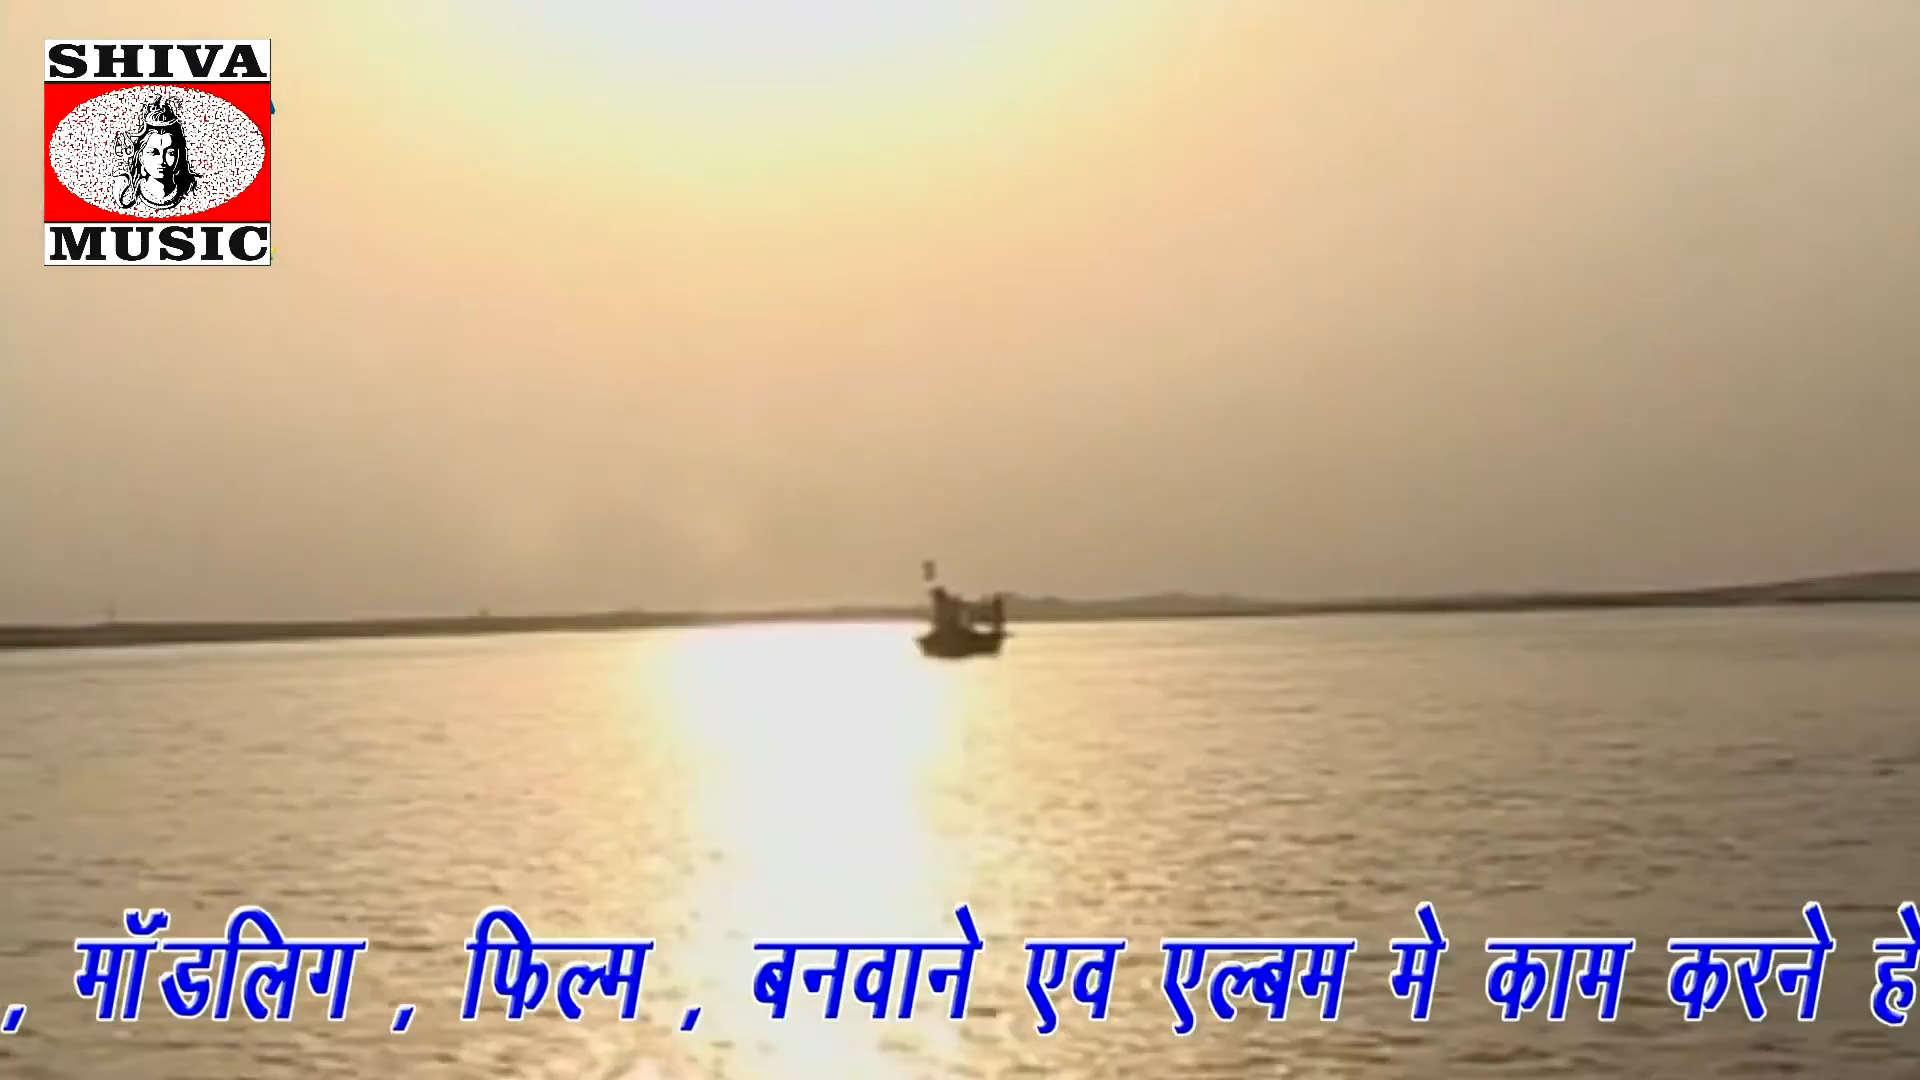 SHIVA
MUSIC
, मॉडलिग , फिल्म , बनवाने एव एल्बम मे काम करने हे